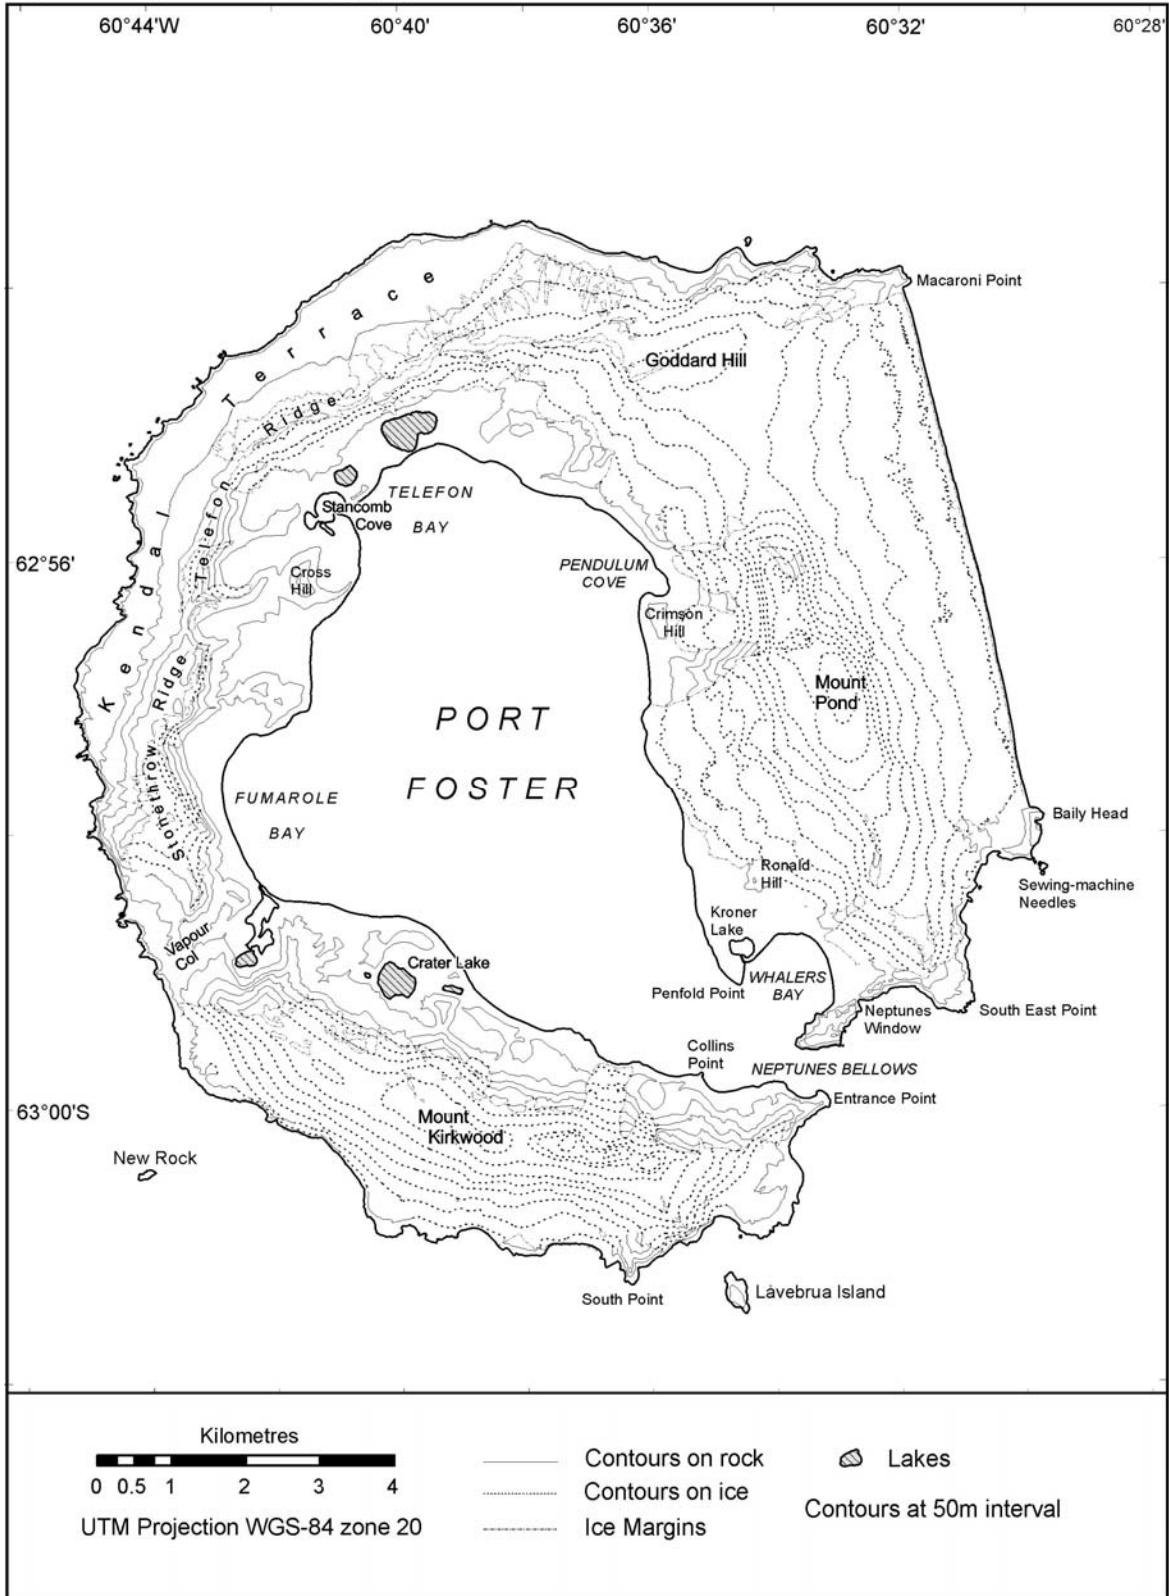 60°44'W
60°40'
60°36'
60°32'
60°28'
Macaroni Point
Kendal Terrace
Goddard Hill
Telefon Ridge
TELEFON
BAY
Stancomb
Cove
62°56'
PENDULUM
COVE
Cross
Hill
Crimson
Hill
Mount
Pond
Stonethrow Ridge
PORT
FOSTER
FUMAROLE
BAY
Baily Head
Ronald
Hill
Sewing-machine
Needles
Kroner
Lake
Vapour
Col
Crater Lake
WHALERS
BAY
Penfold Point
Neptunes
Window
South East Point
Collins
Point
NEPTUNES BELLOWS
Entrance Point
63°00'S
Mount
Kirkwood
New Rock
South Point
Låvebrua Island
Kilometres
0 0.5 1 2 3 4
UTM Projection WGS-84 zone 20
Contours on rock
Contours on ice
Ice Margins
Lakes
Contours at 50m interval